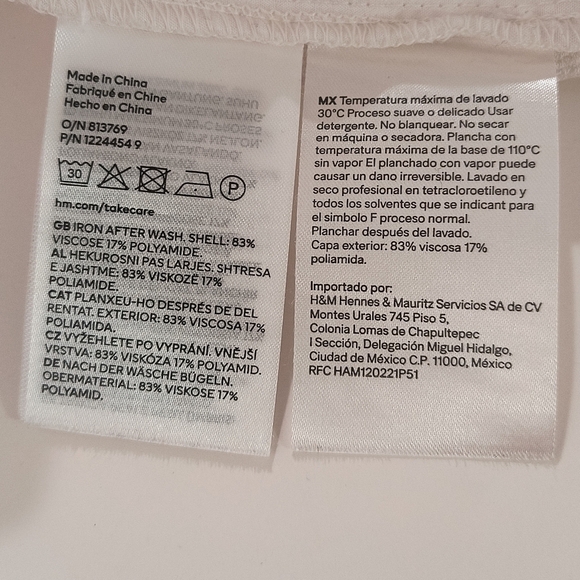 Made in China
Fabriqué en Chine
Hecho en China
O/N 813769
P/N 1224454 9
30
P
hm.com/takecare
GB IRON AFTER WASH. SHELL: 83%
VISCOSE 17% POLYAMIDE.
AL HEKUROSNI PAS LARJES. SHTRESA
E JASHTME: 83% VISKOZË 17%
POLIAMIDE.
CAT PLANXEU-HO DESPRÉS DE DEL
RENTAT. EXTERIOR: 83% VISCOSA 17%
POLIAMIDA.
CZ VYŽEHLETE PO VYPRÁNÍ. VNĚJŠÍ
VRSTVA: 83% VISKÓZA 17% POLYAMID.
DE NACH DER WÄSCHE BÜGELN.
OBERMATERIAL: 83% VISKOSE 17%
POLYAMID.
MX Temperatura máxima de lavado
30°C Proceso suave o delicado Usar
detergente. No blanquear. No secar
en máquina o secadora. Plancha con
temperatura máxima de la base de 110°C
sin vapor El planchado con vapor puede
causar un dano irreversible. Lavado en
seco profesional en tetracloroetileno y
todos los solventes que se indicant para
el simbolo F proceso normal.
Planchar después del lavado.
Capa exterior: 83% viscosa 17%
poliamida.
Importado por:
H&M Hennes & Mauritz Servicios SA de CV
Montes Urales 745 Piso 5,
Colonia Lomas de Chapultepec
I Sección, Delegación Miguel Hidalgo,
Ciudad de México C.P. 11000, México
RFC HAM120221P51